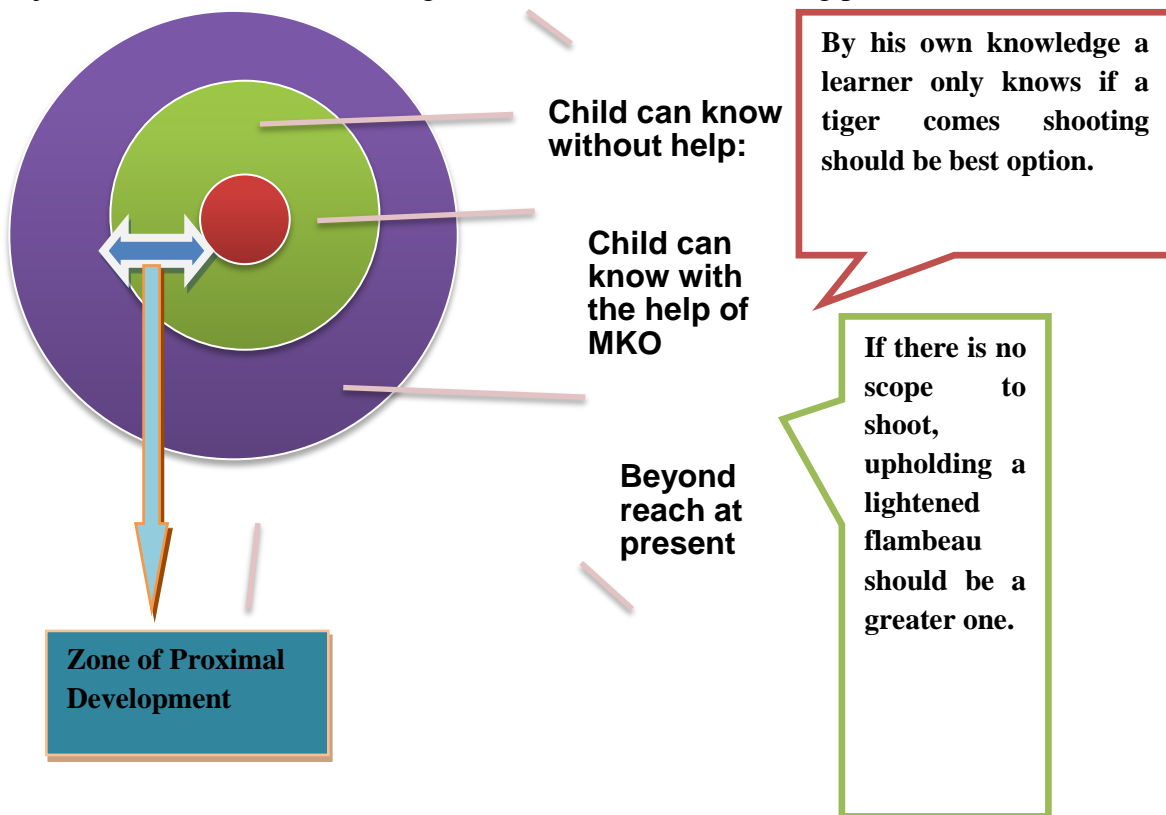 Child can know
without help:
By his own knowledge a
learner only knows if a
tiger comes shooting
should be best option.
Child can
know with
the help of
MKO
If there is no
scope to
shoot,
upholding a
lightened
flambeau
should be a
greater one.
Beyond
reach at
present
Zone of Proximal
Development